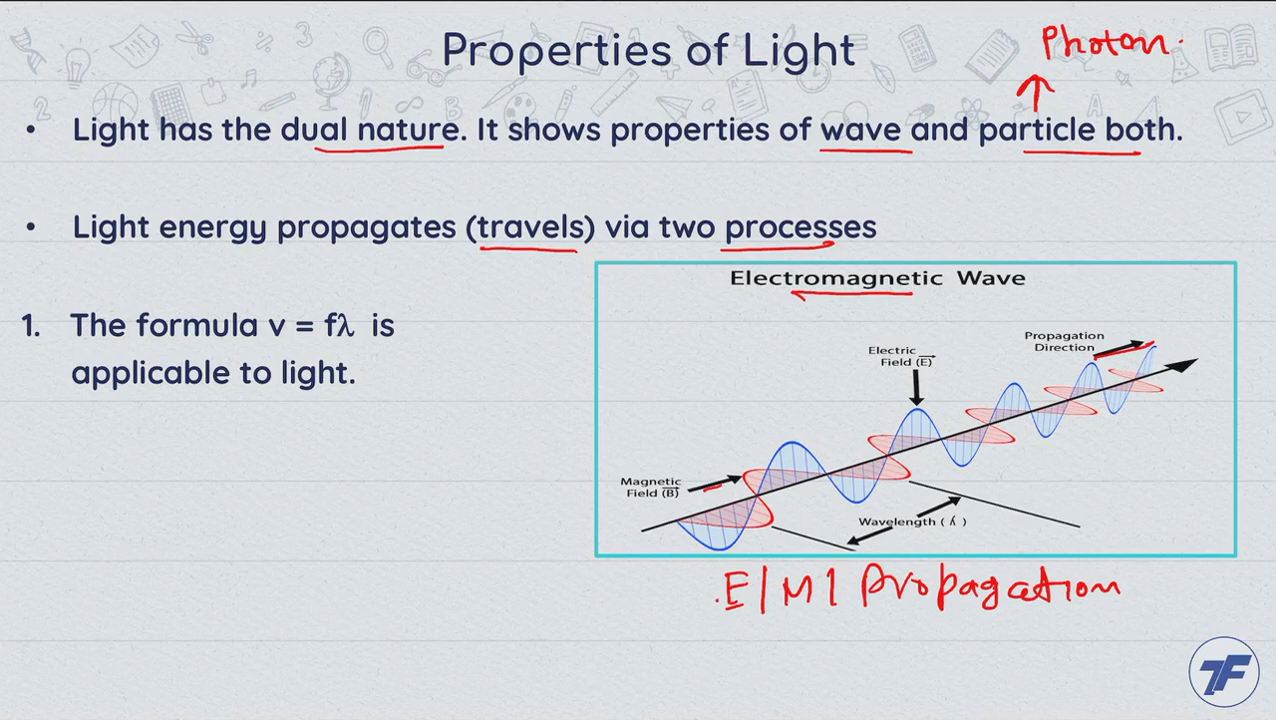 Properties of Light
Photon.
• Light has the dual nature. It shows properties of wave and particle both.
• Light energy propagates (travels) via two processes
1. The formula v = fλ is
applicable to light.
Electromagnetic Wave
Propagation
Direction
Electric
Field (E)
Magnetic
Field (B)
Wavelength ( λ )
E | M | Propagation
TF